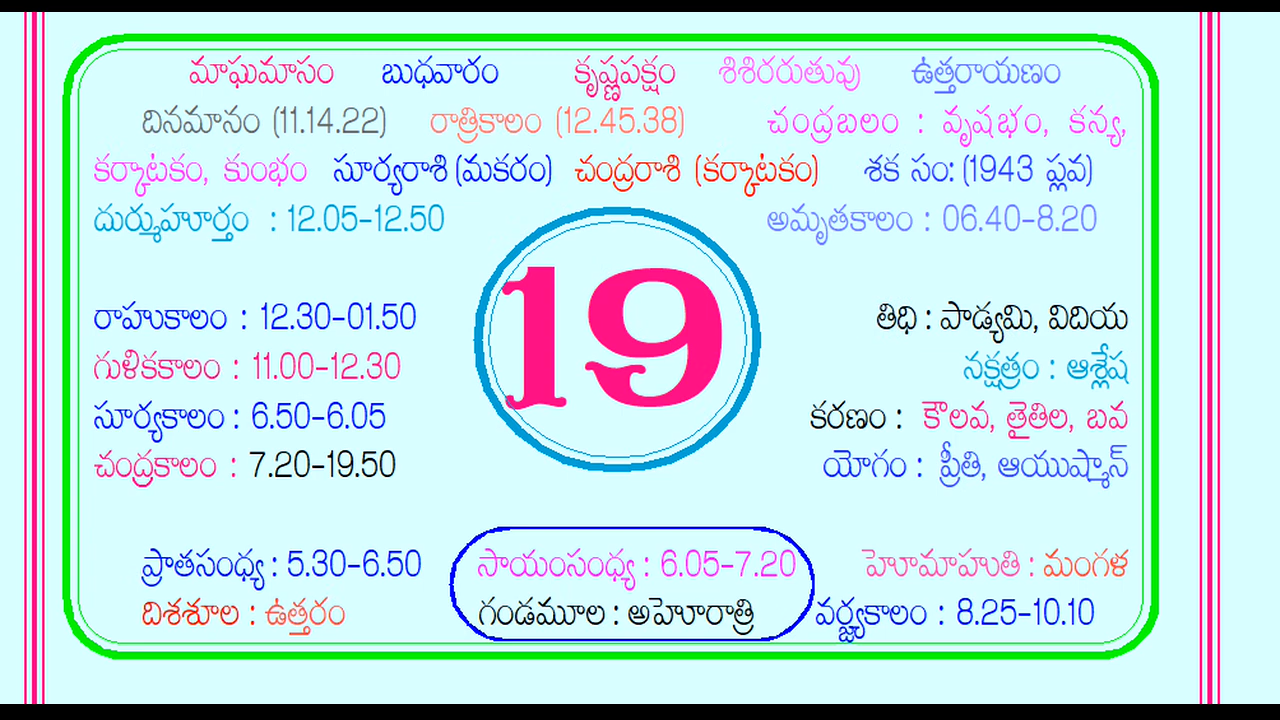 మాఘమాసం బుధవారం కృష్ణపక్షం శిశిరరుతువు ఉత్తరాయణం
దినమానం (11.14.22) రాత్రికాలం (12.45.38) చంద్రబలం : వృషభం, కన్య,
కర్కాటకం, కుంభం సూర్యరాశి (మకరం) చంద్రరాశి (కర్కాటకం) శక సం: (1943 ప్లవ)
దుర్ముహూర్తం : 12.05-12.50 అమృతకాలం : 06.40-8.20
19
రాహుకాలం : 12.30-01.50 తిధి : పాడ్యమి, విదియ
గుళికకాలం : 11.00-12.30 నక్షత్రం : ఆశ్లేష
సూర్యకాలం : 6.50-6.05 కరణం : కౌలవ, తైతిల, బవ
చంద్రకాలం : 7.20-19.50 యోగం : ప్రీతి, ఆయుష్మాన్
ప్రాతసంధ్య : 5.30-6.50 సాయంసంధ్య : 6.05-7.20 హెూమాహుతి : మంగళ
దిశశూల : ఉత్తరం గండమూల : అహెూరాత్రి వర్జ్యకాలం : 8.25-10.10